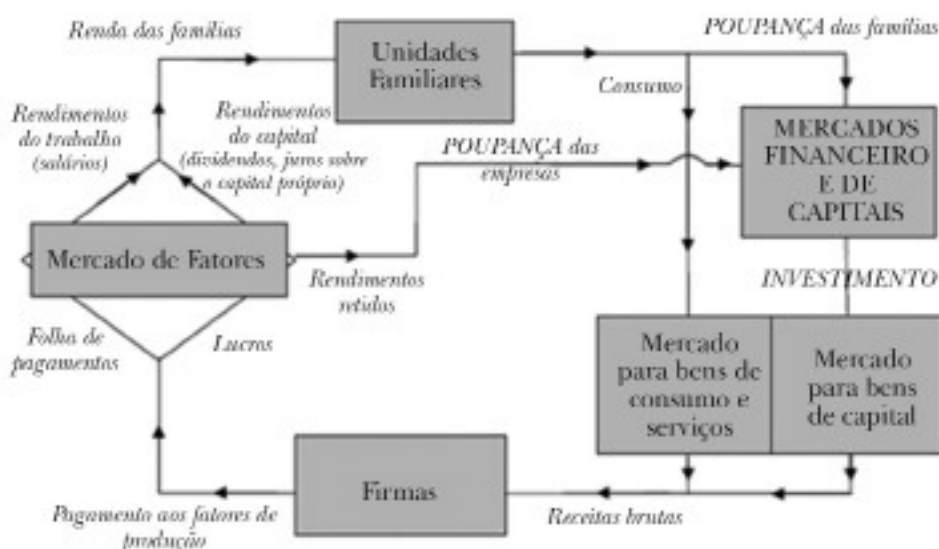 Renda das famílias
Unidades
Familiares
POUPANÇA das famílias
Consumo
Rendimentos
do trabalho
(salários)
Rendimentos
do capital
(dividendos, juros sobre
o capital próprio)
POUPANÇA das
empresas
MERCADOS
FINANCEIRO
E DE
CAPITAIS
Mercado de Fatores
Rendimentos
retidos
INVESTIMENTO
Folha de
pagamentos
Lucros
Mercado
para bens de
consumo e
serviços
Mercado
para bens
de capital
Firmas
Pagamento aos fatores de
produção
Receitas brutas